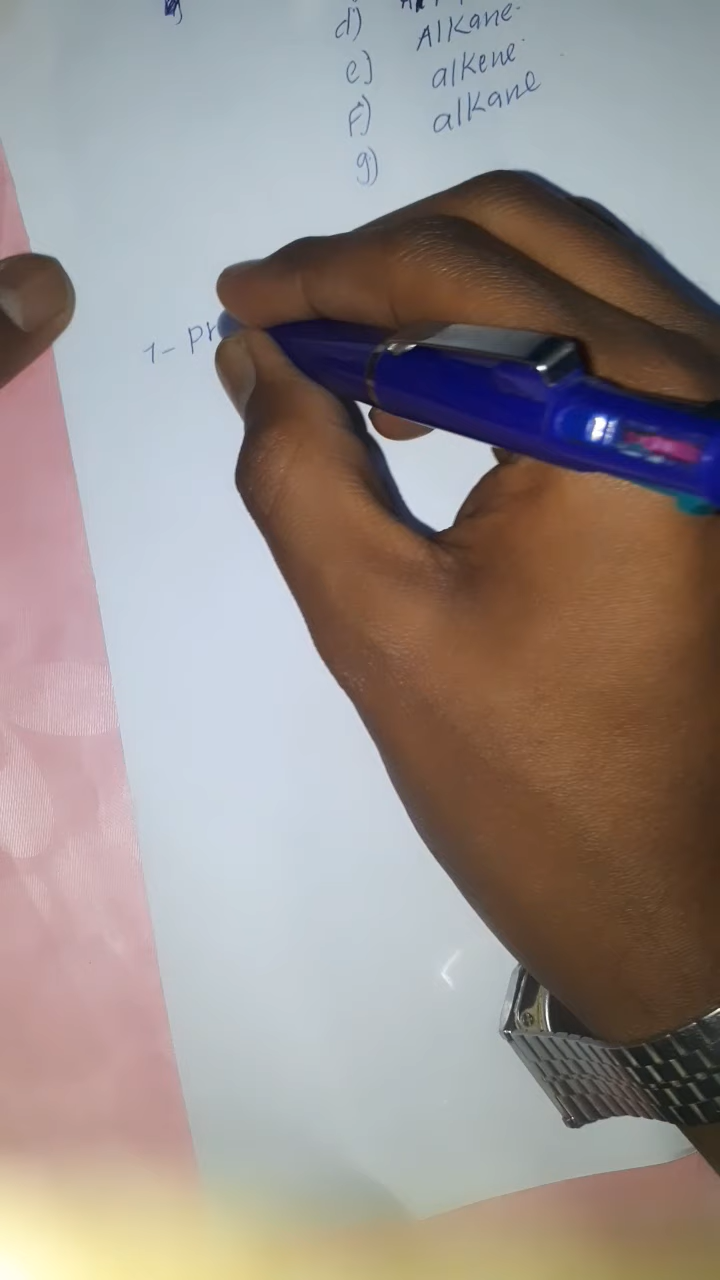 d) Alkane.
e) alkene.
f) alkane
g)
1- pr